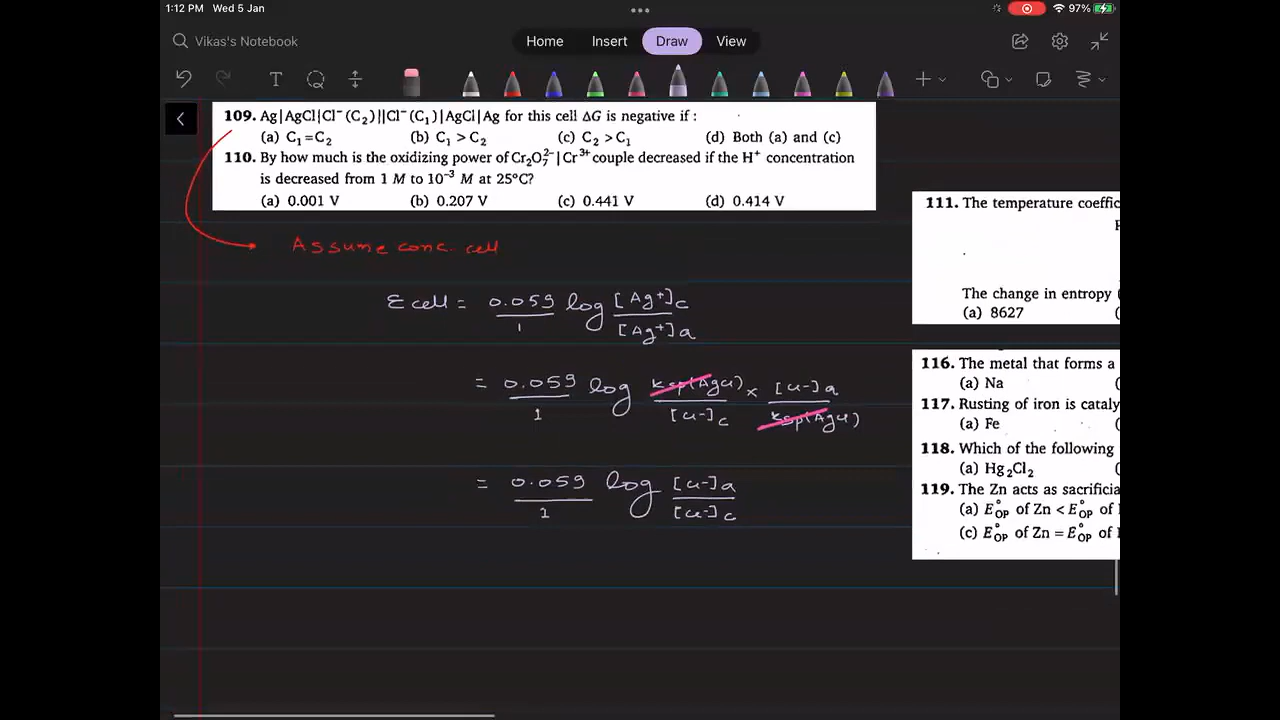 1:12 PM Wed 5 Jan
97%
Vikas's Notebook
Home Insert Draw View
109. Ag|AgCl|Cl⁻(C₂)||Cl⁻(C₁)|AgCl|Ag for this cell ΔG is negative if :
(a) C₁=C₂ (b) C₁ > C₂ (c) C₂ > C₁ (d) Both (a) and (c)
110. By how much is the oxidizing power of Cr₂O₇²⁻|Cr³⁺ couple decreased if the H⁺ concentration
is decreased from 1 M to 10⁻³ M at 25°C?
(a) 0.001 V (b) 0.207 V (c) 0.441 V (d) 0.414 V
Assume conc. cell
Ecell = 0.059/1 log [Ag+]c/[Ag+]a
= 0.059/1 log Ksp(AgCl)/[Cl-]c × [Cl-]a/Ksp(AgCl)
= 0.059/1 log [Cl-]a/[Cl-]c
111. The temperature coeffic
The change in entropy (
(a) 8627
116. The metal that forms a
(a) Na
117. Rusting of iron is cataly
(a) Fe
118. Which of the following
(a) Hg₂Cl₂
119. The Zn acts as sacrificia
(a) E°OP of Zn < E°OP of
(c) E°OP of Zn = E°OP of